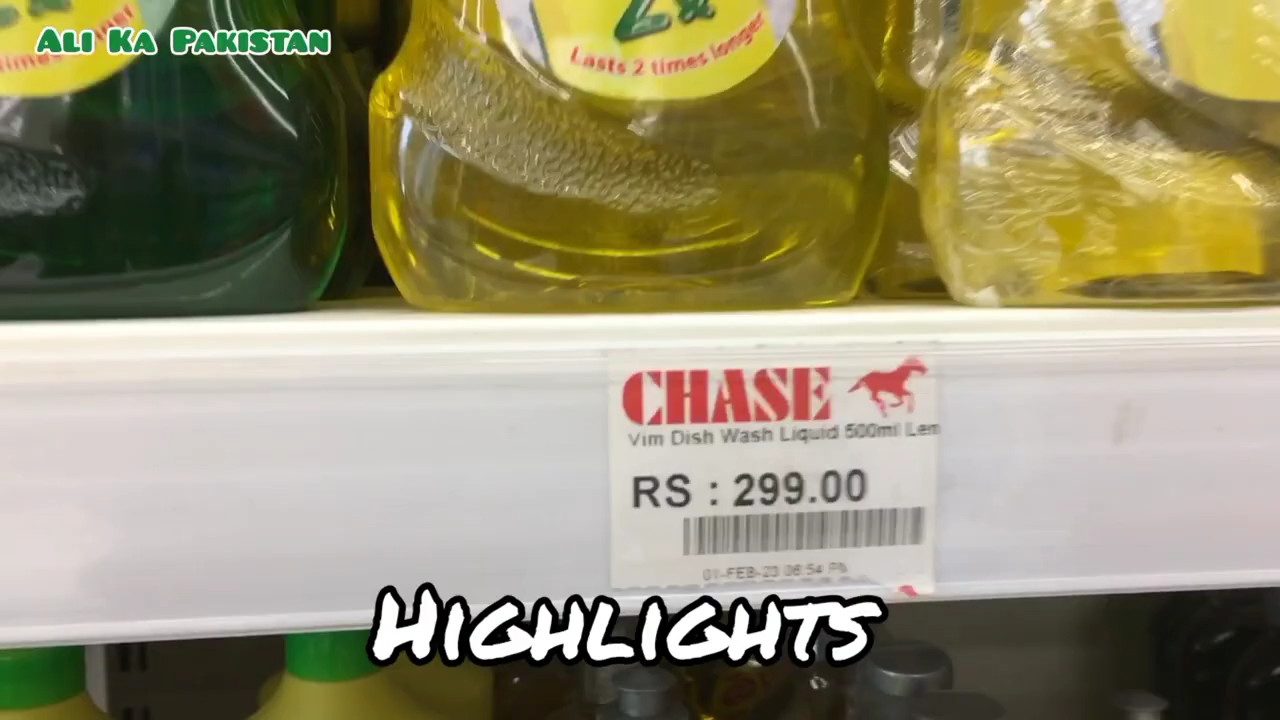 ALI KA PAKISTAN
2x
Lasts 2 times longer
CHASE
Vim Dish Wash Liquid 500ml Lem
RS : 299.00
01-FEB-23 06:54 PM
HIGHLIGHTS